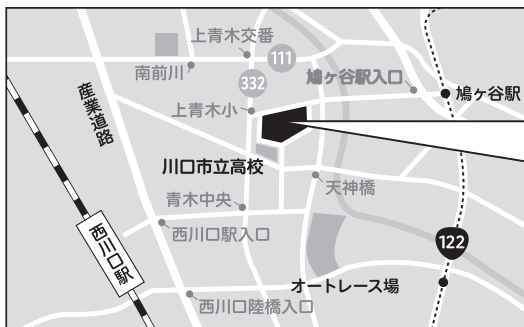 上青木交番
111
南前川
332
鳩ヶ谷駅入口
鳩ヶ谷駅
産業道路
上青木小
川口市立高校
天神橋
青木中央
西川口駅入口
西川口駅
122
オートレース場
西川口陸橋入口